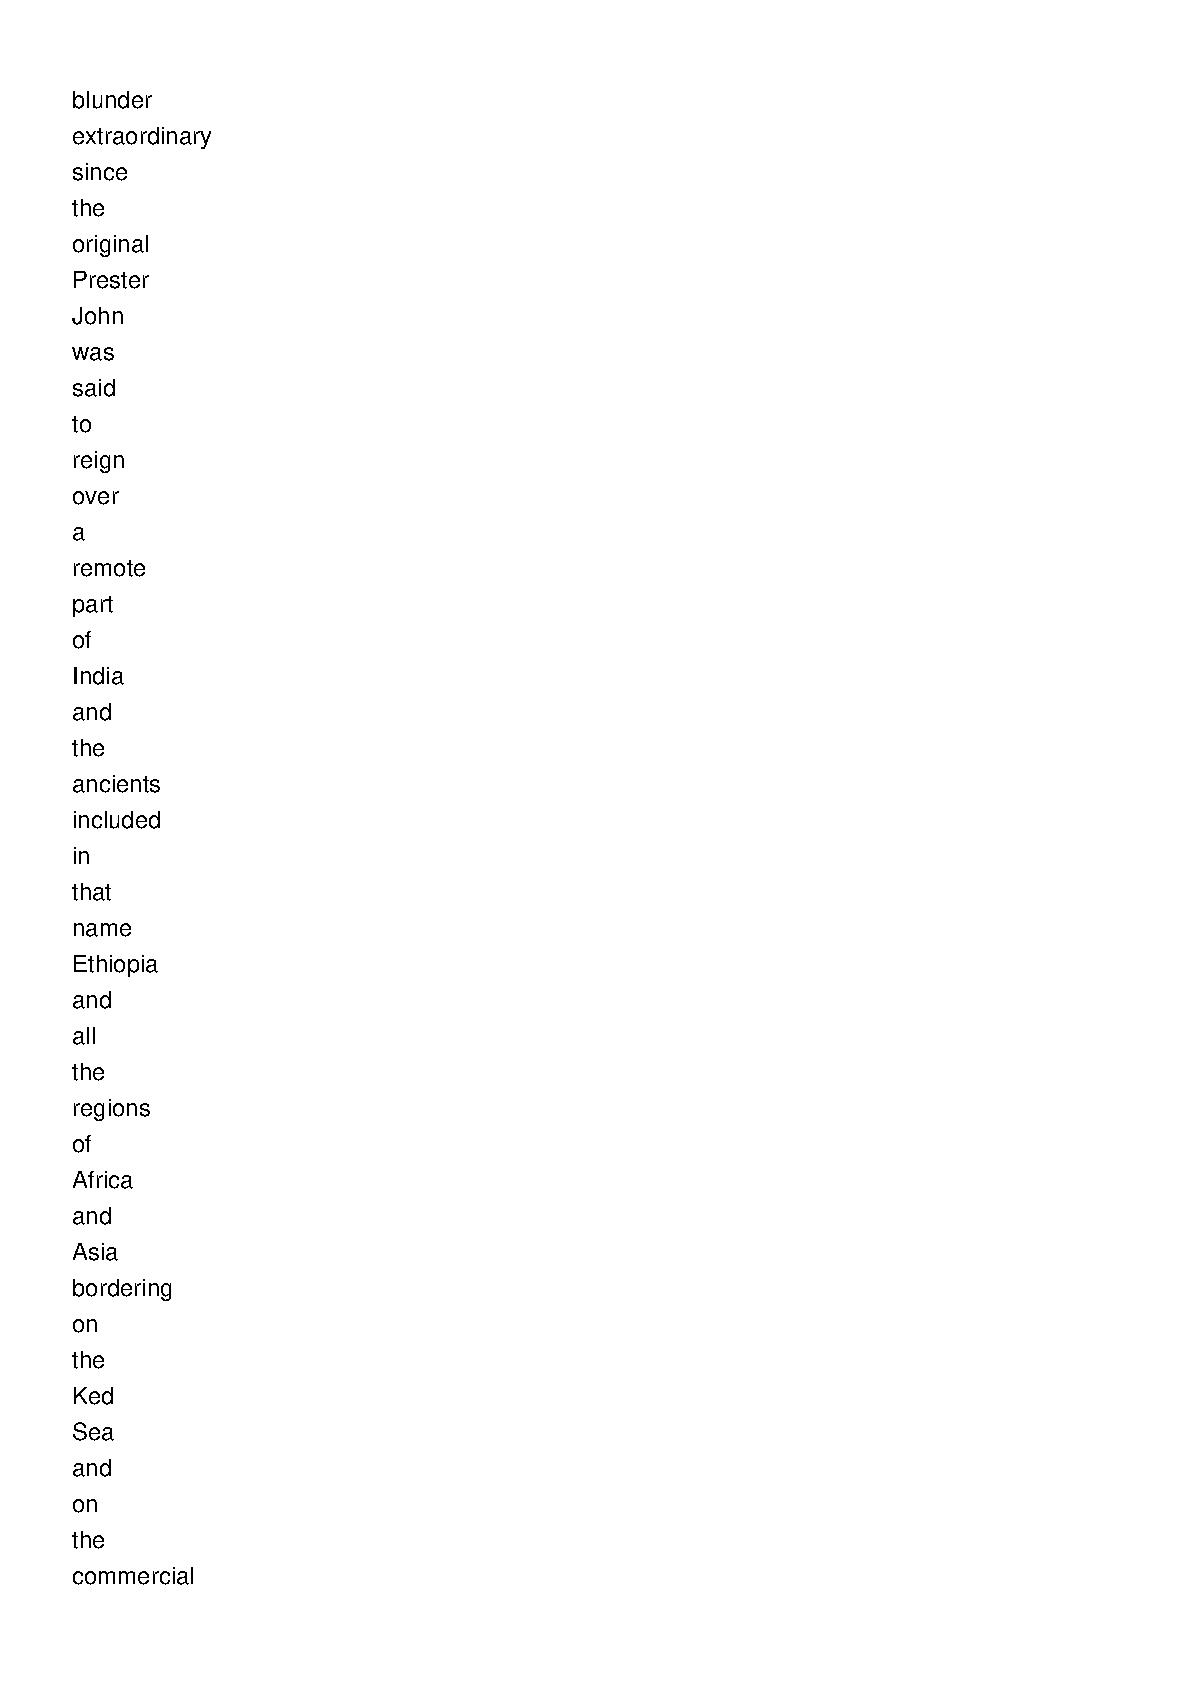 blunder
extraordinary
since
the
original
Prester
John
was
said
to
reign
over
a
remote
part
of
India
and
the
ancients
included
in
that
name
Ethiopia
and
all
the
regions
of
Africa
and
Asia
bordering
on
the
Ked
Sea
and
on
the
commercial